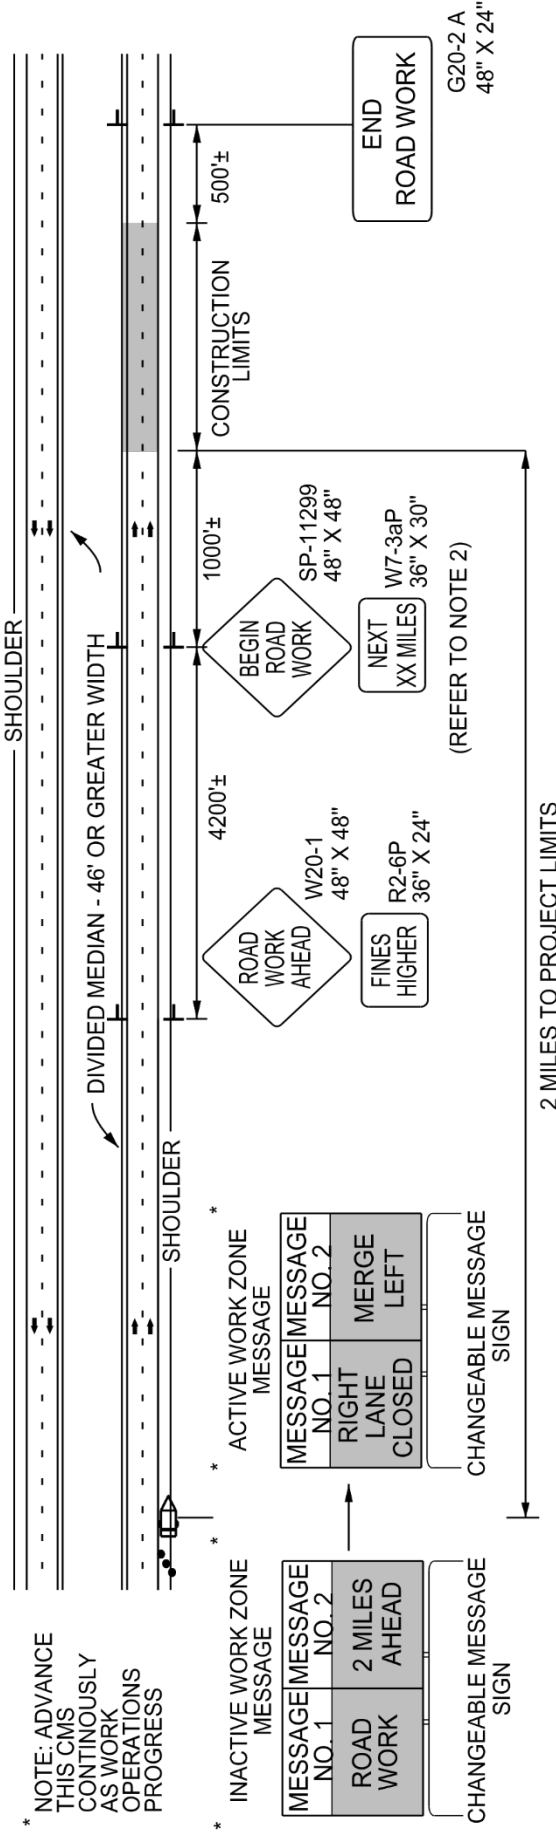 SHOULDER
DIVIDED MEDIAN - 46' OR GREATER WIDTH
SHOULDER
*
NOTE: ADVANCE
THIS CMS
CONTINOUSLY
AS WORK
OPERATIONS
PROGRESS
4200'±
1000'±
CONSTRUCTION
LIMITS
500'±
*
INACTIVE WORK ZONE
MESSAGE
*
MESSAGE
NO. 1
MESSAGE
NO. 2
ROAD
WORK
2 MILES
AHEAD
CHANGEABLE MESSAGE
SIGN
*
ACTIVE WORK ZONE
MESSAGE
*
MESSAGE
NO. 1
MESSAGE
NO. 2
RIGHT
LANE
CLOSED
MERGE
LEFT
CHANGEABLE MESSAGE
SIGN
ROAD
WORK
AHEAD
W20-1
48" X 48"
FINES
HIGHER
R2-6P
36" X 24"
BEGIN
ROAD
WORK
SP-11299
48" X 48"
NEXT
XX MILES
W7-3aP
36" X 30"
(REFER TO NOTE 2)
END
ROAD WORK
G20-2 A
48" X 24"
2 MILES TO PROJECT LIMITS